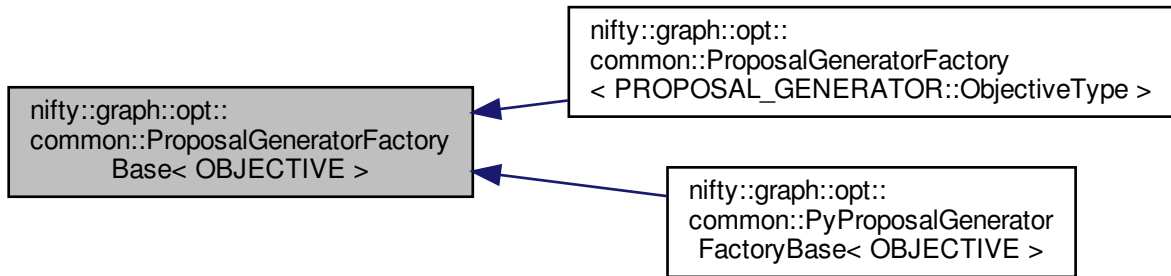 nifty::graph::opt::
common::ProposalGeneratorFactory
Base< OBJECTIVE >
nifty::graph::opt::
common::ProposalGeneratorFactory
< PROPOSAL_GENERATOR::ObjectiveType >
nifty::graph::opt::
common::PyProposalGenerator
FactoryBase< OBJECTIVE >